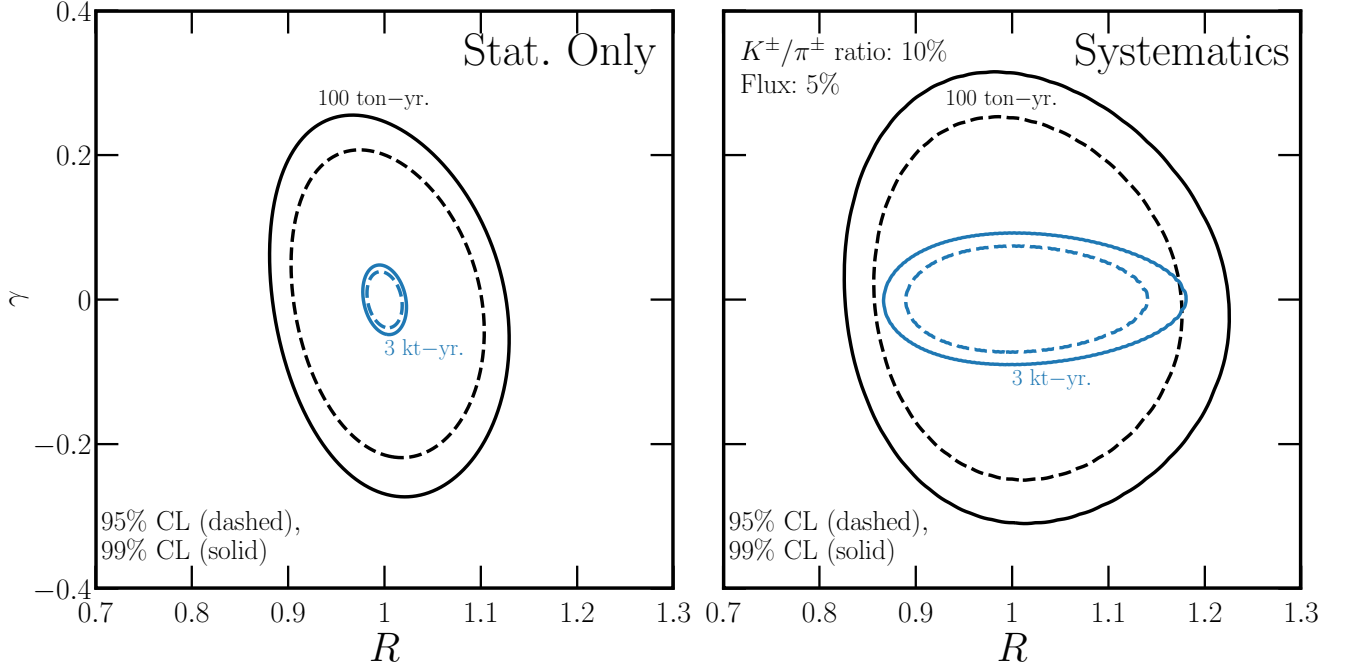 Stat. Only
100 ton−yr.
3 kt−yr.
95% CL (dashed),
99% CL (solid)
0.4
0.2
0
−0.2
−0.4
γ
0.7 0.8 0.9 1 1.1 1.2 1.3
R
K±/π± ratio: 10%
Flux: 5%
Systematics
100 ton−yr.
3 kt−yr.
95% CL (dashed),
99% CL (solid)
0.7 0.8 0.9 1 1.1 1.2 1.3
R